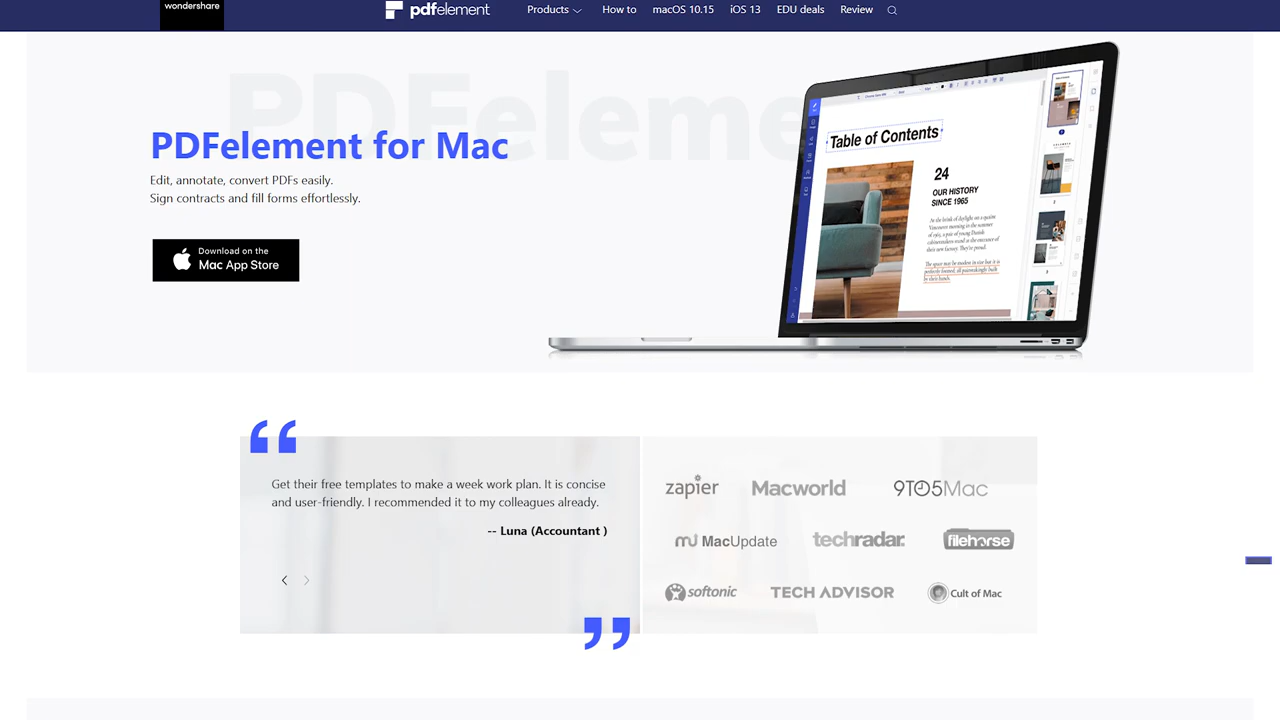 wondershare
pdfelement
Products
How to
macOS 10.15
iOS 13
EDU deals
Review
PDFelement
PDFelement for Mac
Edit, annotate, convert PDFs easily.
Sign contracts and fill forms effortlessly.
Download on the
Mac App Store
Table of Contents
24
OUR HISTORY
SINCE 1965
“
Get their free templates to make a week work plan. It is concise
and user-friendly. I recommended it to my colleagues already.
-- Luna (Accountant )
”
zapier
Macworld
9TO5Mac
MacUpdate
techradar.
filehorse
softonic
TECH ADVISOR
Cult of Mac